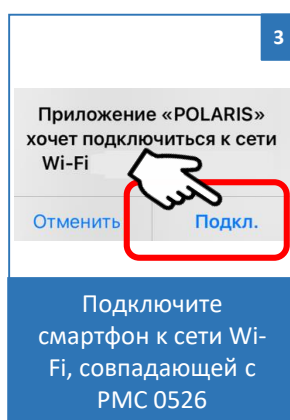 3
Приложение «POLARIS»
хочет подключиться к сети
Wi-Fi
Отменить
Подкл.
Подключите
смартфон к сети Wi-
Fi, совпадающей с
PMC 0526